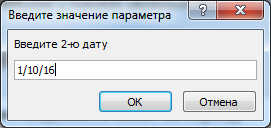 Введите значение параметра
Введите 2-ю дату
1/10/16
OK
Отмена